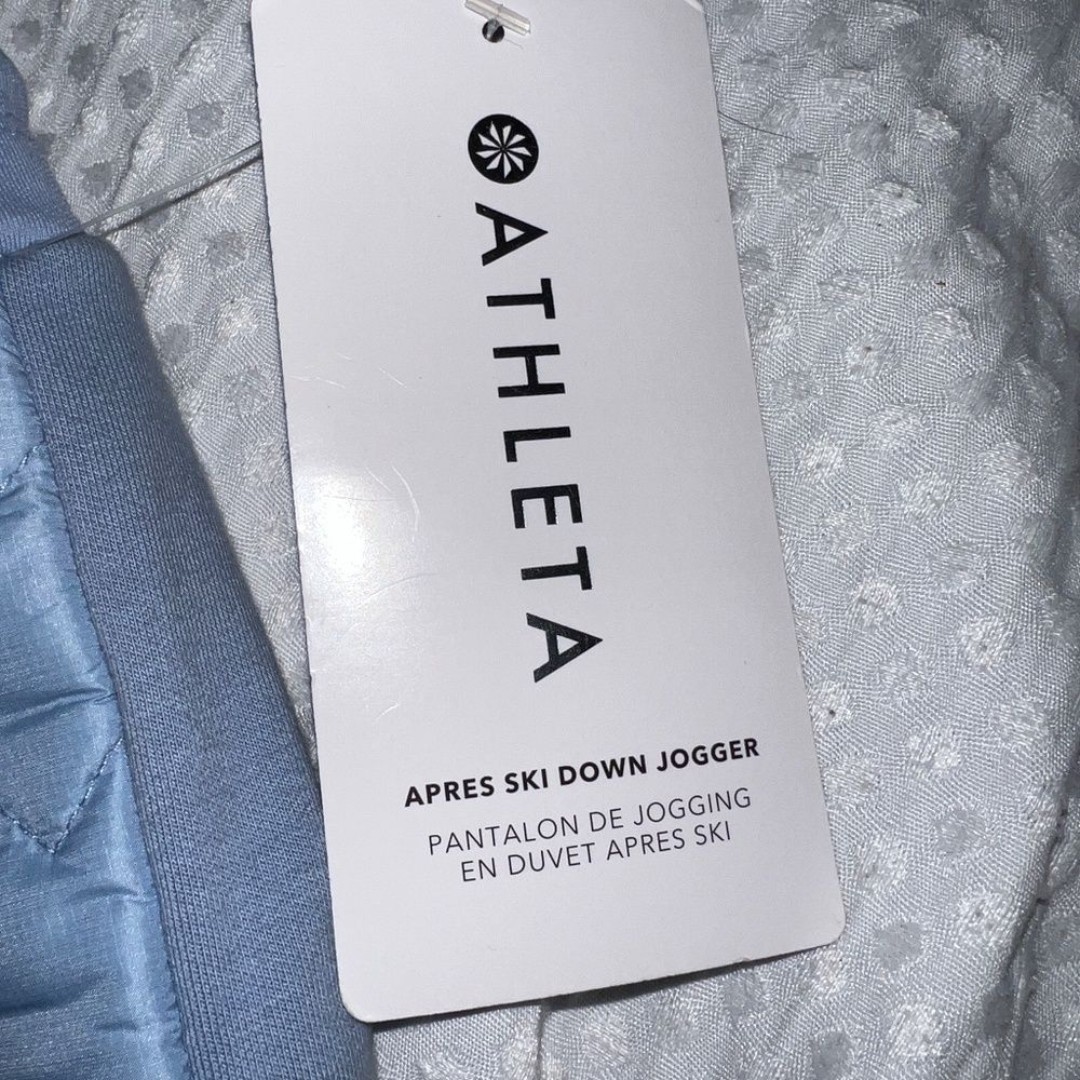 ATHLETA
APRES SKI DOWN JOGGER
PANTALON DE JOGGING
EN DUVET APRES SKI